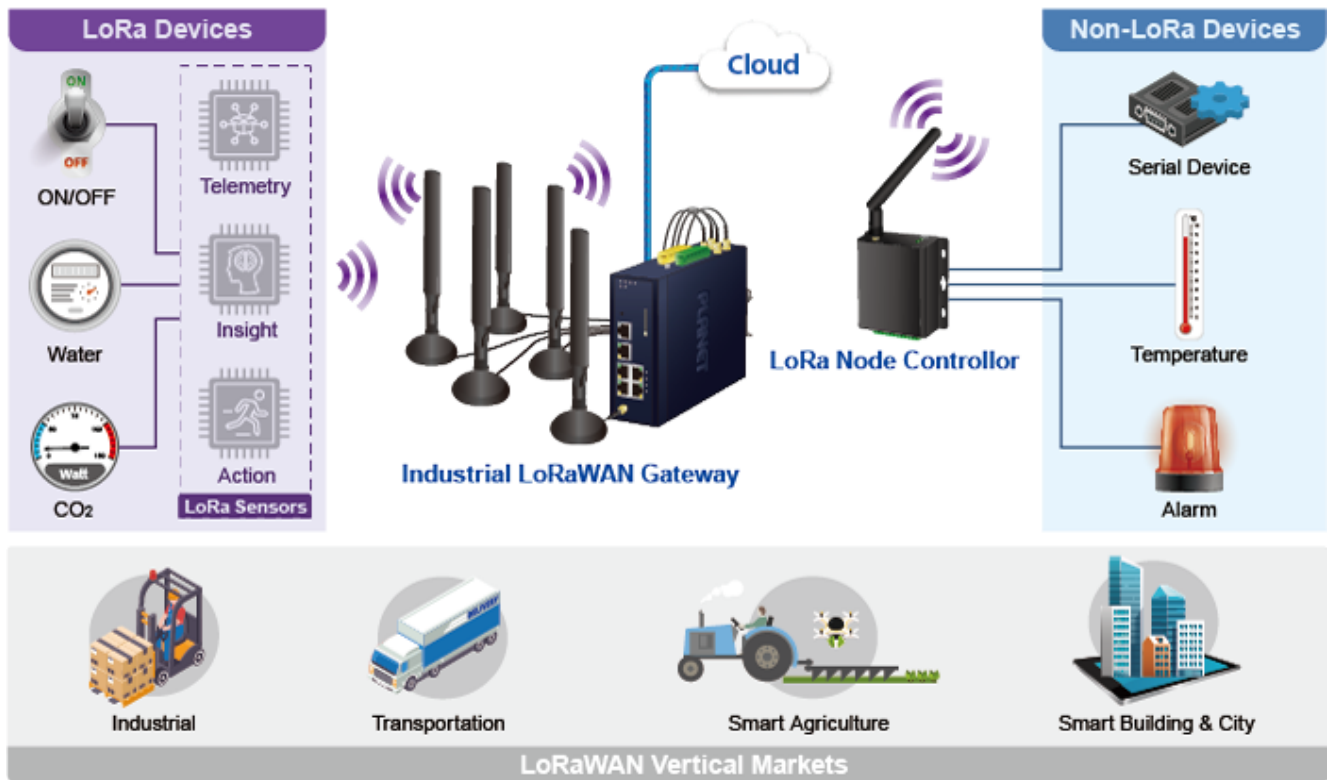 LoRa Devices
ON
OFF
ON/OFF
Water
Watt
CO₂
Telemetry
Insight
Action
LoRa Sensors
Cloud
PLANET
Industrial LoRaWAN Gateway
LoRa Node Controllor
Non-LoRa Devices
Serial Device
Temperature
Alarm
DELIVERY
Industrial
Transportation
Smart Agriculture
Smart Building & City
LoRaWAN Vertical Markets